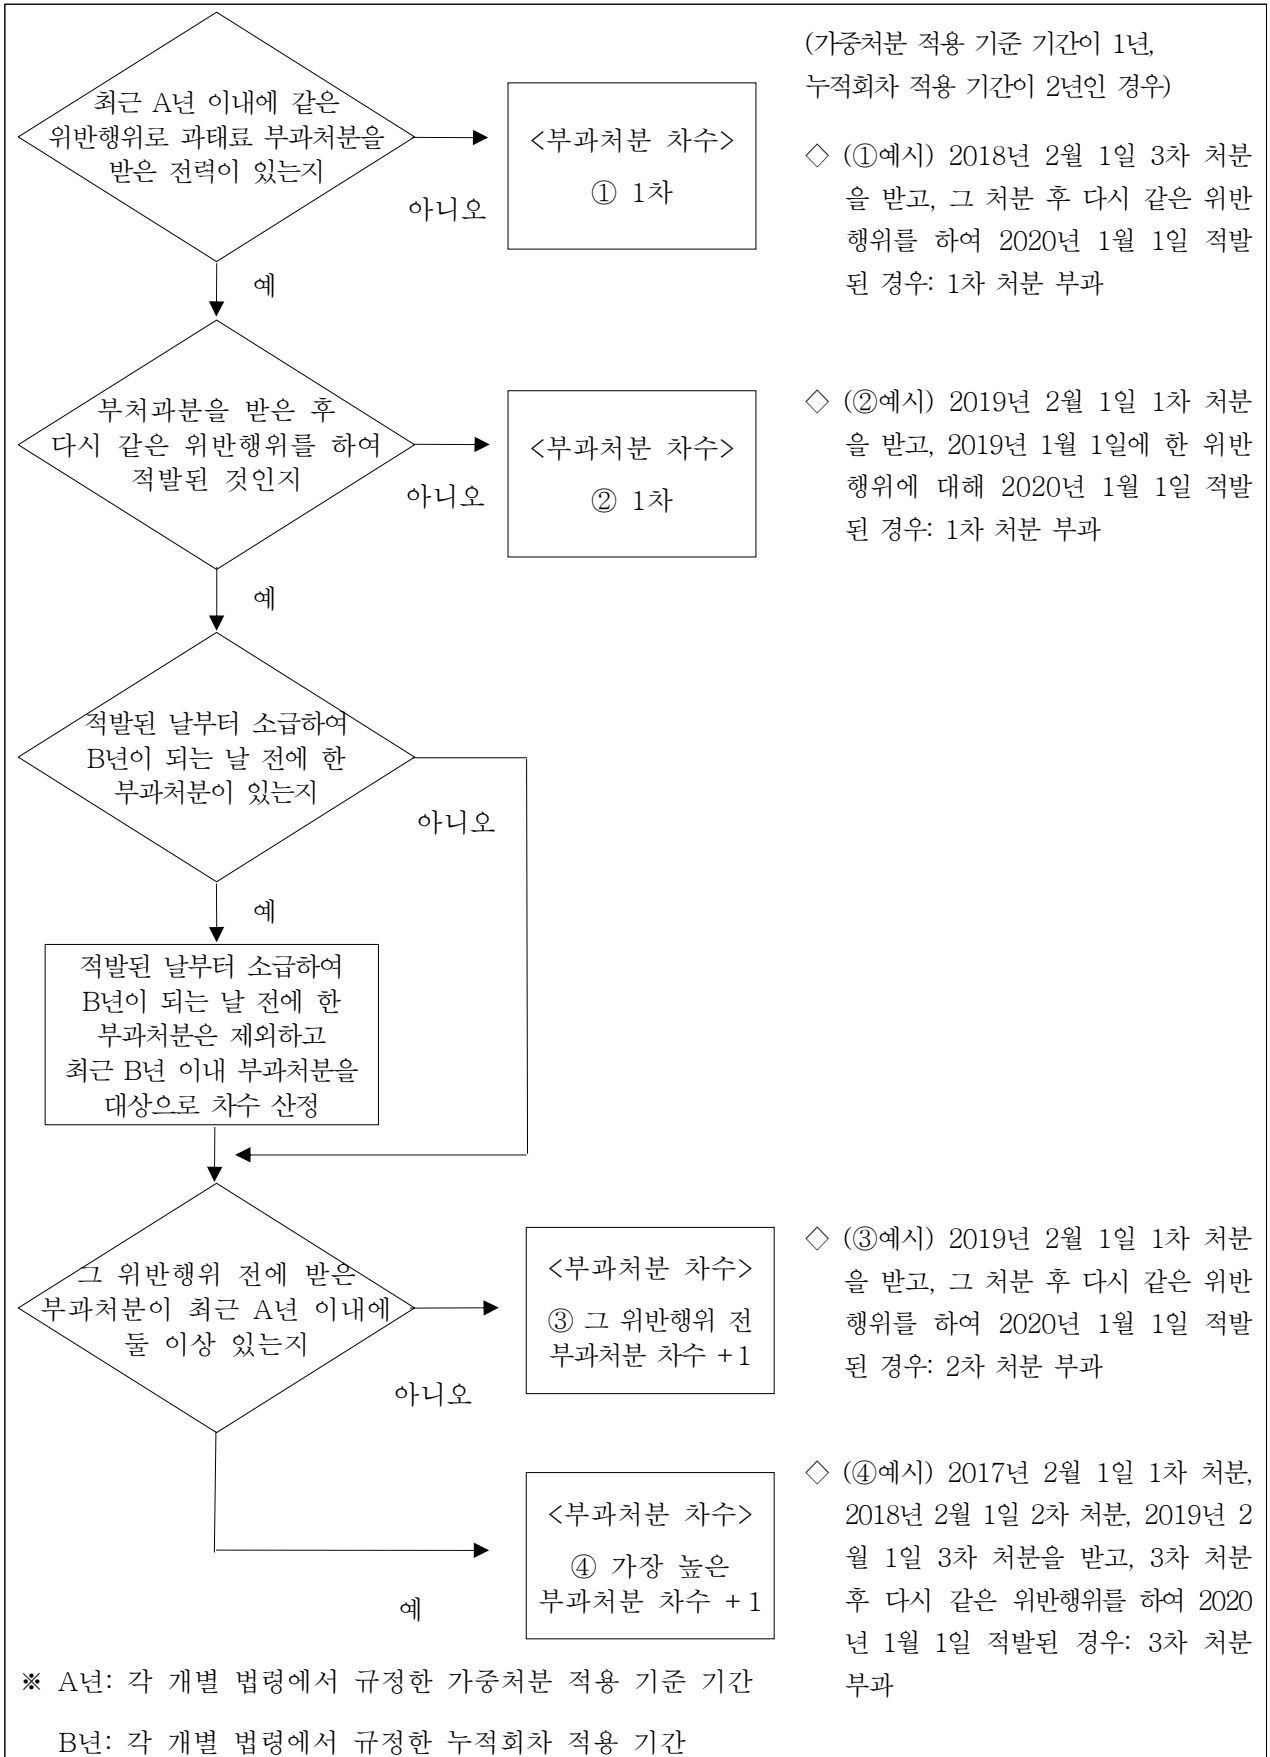 (가중처분 적용 기준 기간이 1년,
누적회차 적용 기간이 2년인 경우)
최근 A년 이내에 같은
위반행위로 과태료 부과처분을
받은 전력이 있는지
아니오
<부과처분 차수>
① 1차
◇ (①예시) 2018년 2월 1일 3차 처분
을 받고, 그 처분 후 다시 같은 위반
행위를 하여 2020년 1월 1일 적발
된 경우: 1차 처분 부과
예
부처과분을 받은 후
다시 같은 위반행위를 하여
적발된 것인지
아니오
<부과처분 차수>
② 1차
◇ (②예시) 2019년 2월 1일 1차 처분
을 받고, 2019년 1월 1일에 한 위반
행위에 대해 2020년 1월 1일 적발
된 경우: 1차 처분 부과
예
적발된 날부터 소급하여
B년이 되는 날 전에 한
부과처분이 있는지
아니오
예
적발된 날부터 소급하여
B년이 되는 날 전에 한
부과처분은 제외하고
최근 B년 이내 부과처분을
대상으로 차수 산정
그 위반행위 전에 받은
부과처분이 최근 A년 이내에
둘 이상 있는지
아니오
<부과처분 차수>
③ 그 위반행위 전
부과처분 차수 +1
◇ (③예시) 2019년 2월 1일 1차 처분
을 받고, 그 처분 후 다시 같은 위반
행위를 하여 2020년 1월 1일 적발
된 경우: 2차 처분 부과
예
<부과처분 차수>
④ 가장 높은
부과처분 차수 +1
◇ (④예시) 2017년 2월 1일 1차 처분,
2018년 2월 1일 2차 처분, 2019년 2
월 1일 3차 처분을 받고, 3차 처분
후 다시 같은 위반행위를 하여 2020
년 1월 1일 적발된 경우: 3차 처분
부과
※ A년: 각 개별 법령에서 규정한 가중처분 적용 기준 기간
B년: 각 개별 법령에서 규정한 누적회차 적용 기간